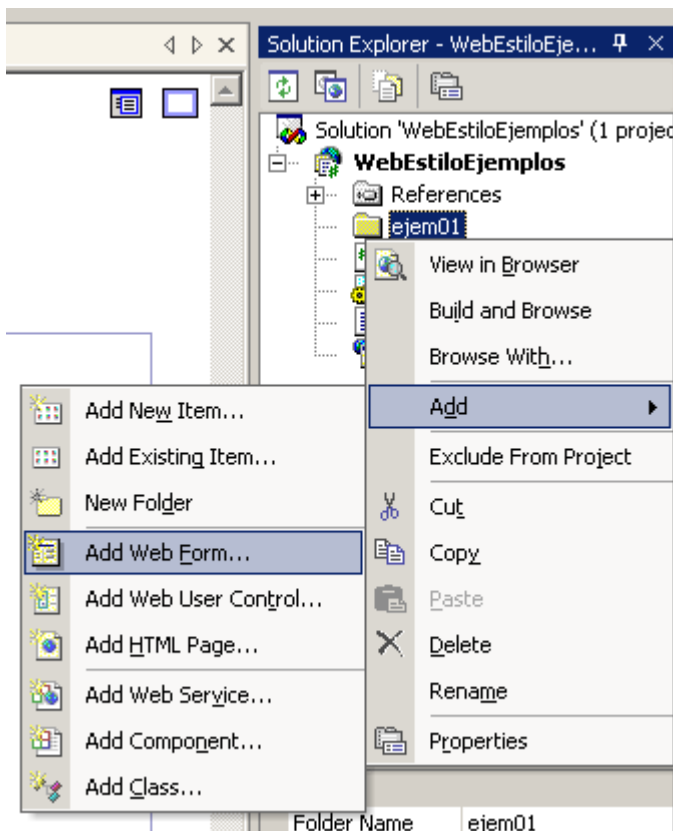 Solution Explorer - WebEstiloEje...
Solution 'WebEstiloEjemplos' (1 projec
WebEstiloEjemplos
References
ejem01
View in Browser
Build and Browse
Browse With...
Add
Exclude From Project
Cut
Copy
Paste
Delete
Rename
Properties
Add New Item...
Add Existing Item...
New Folder
Add Web Form...
Add Web User Control...
Add HTML Page...
Add Web Service...
Add Component...
Add Class...
Folder Name ejem01